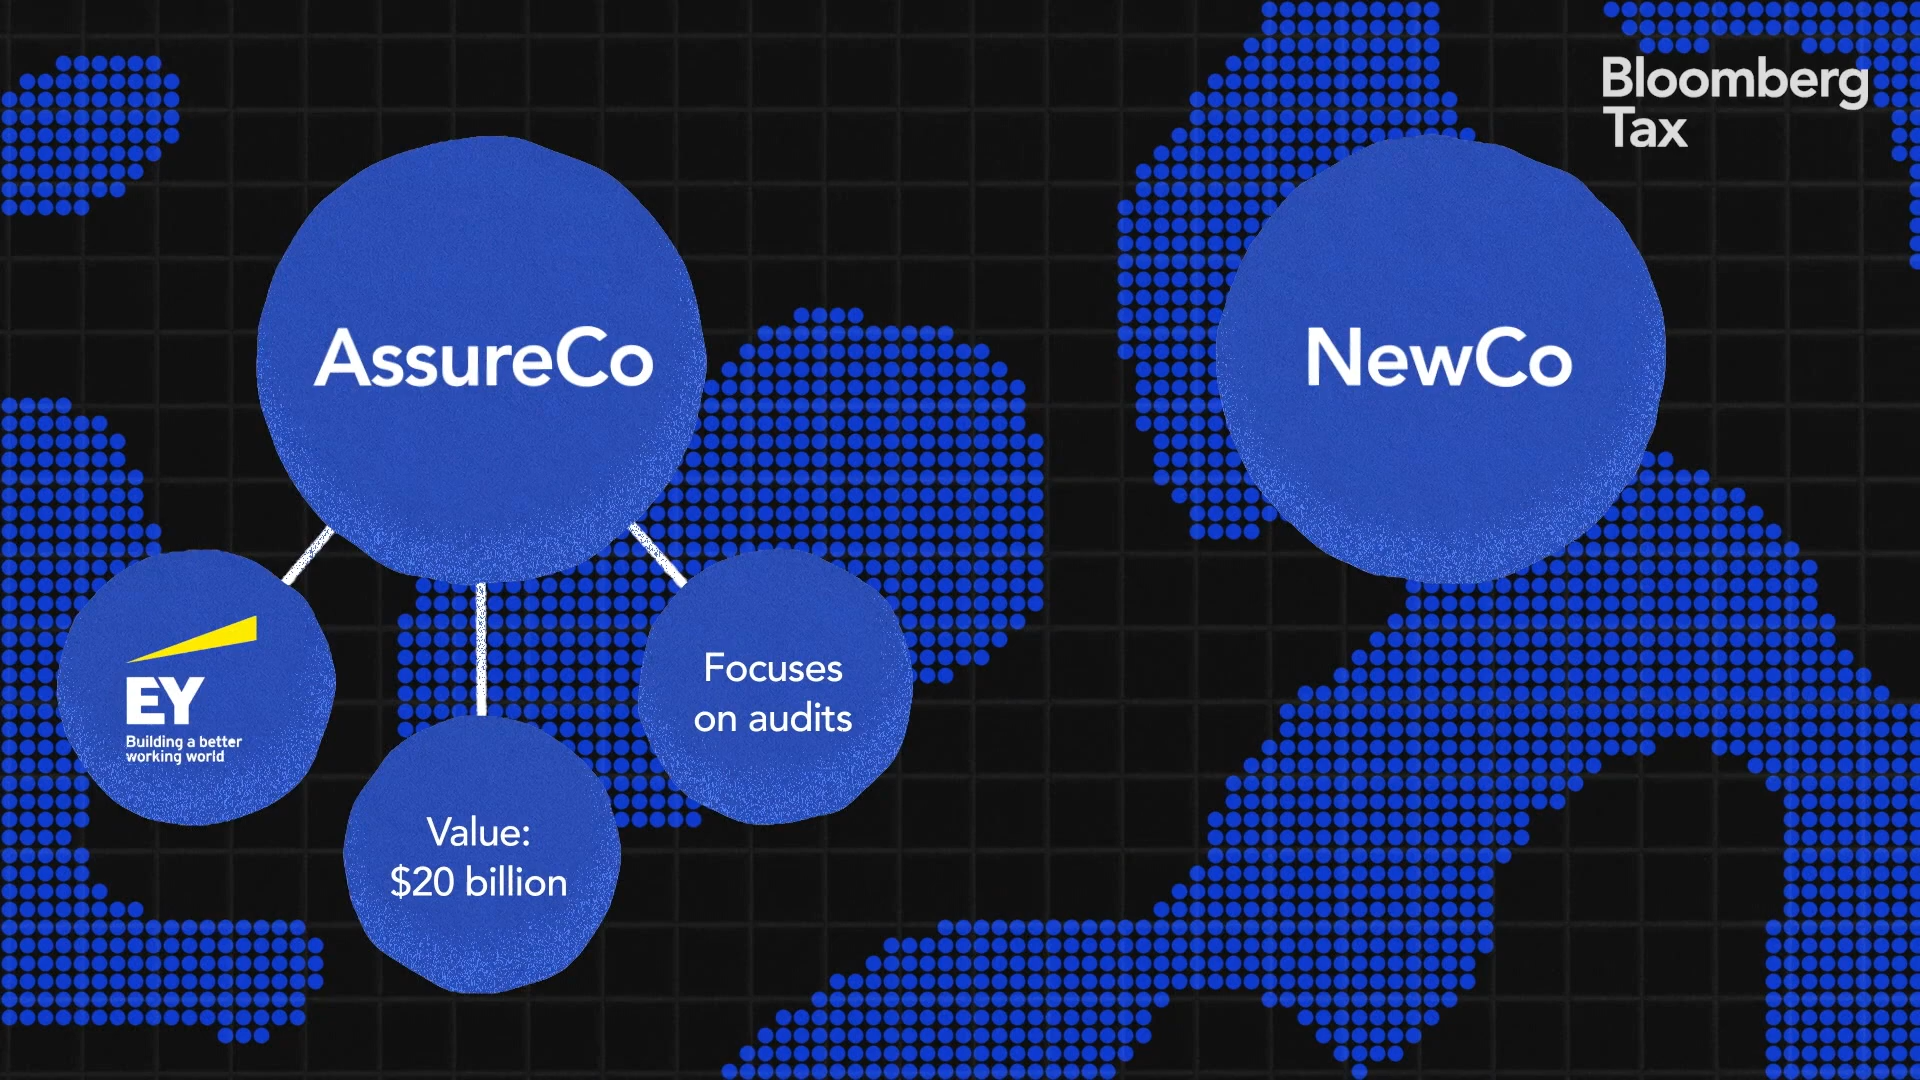 Bloomberg
Tax
AssureCo
NewCo
EY
Building a better
working world
Value:
$20 billion
Focuses
on audits